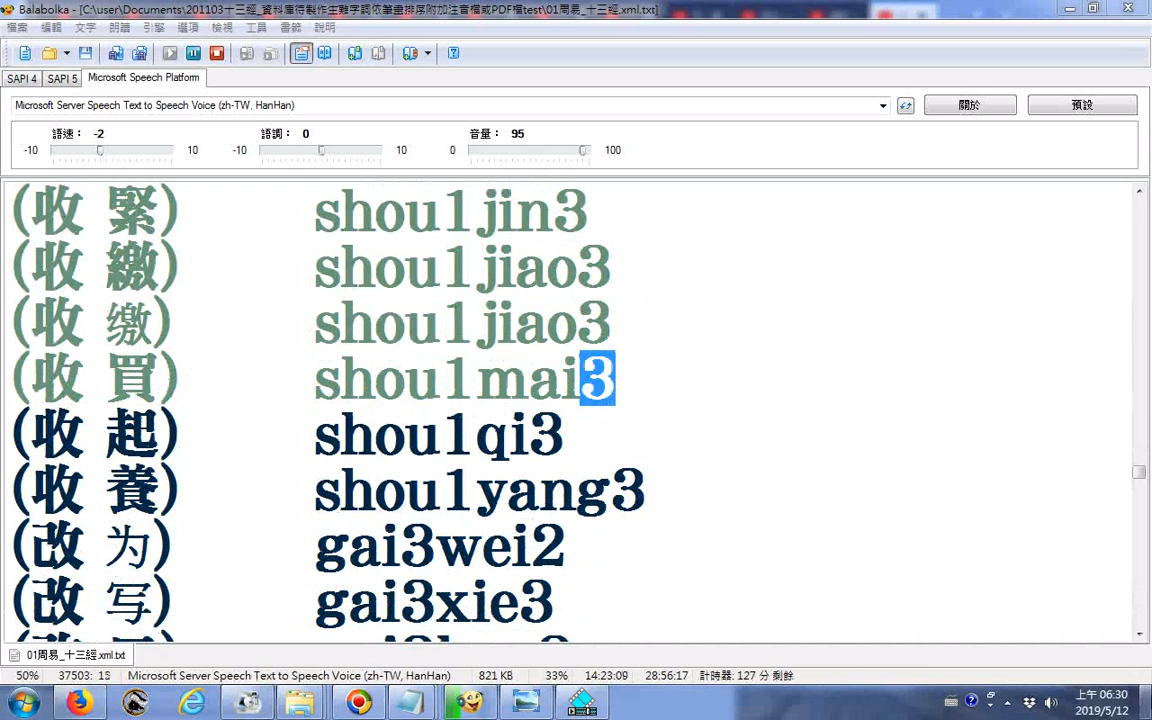 Balabolka - [C:\user\Documents\201103十三經_資料庫待製作生難字詞依筆畫排序附加注音檔或PDF檔test\01周易_十三經.xml.txt]
檔案 編輯 文字 朗讀 引擎 選項 檢視 工具 書籤 說明
SAPI 4 SAPI 5 Microsoft Speech Platform
Microsoft Server Speech Text to Speech Voice (zh-TW, HanHan) 關於 預設
語速： -2 語調： 0 音量： 95
-10 10 -10 10 0 100
(收 緊) shou1jin3
(收 繳) shou1jiao3
(收 缴) shou1jiao3
(收 買) shou1mai3
(收 起) shou1qi3
(收 養) shou1yang3
(改 为) gai3wei2
(改 写) gai3xie3
01周易_十三經.xml.txt
50% 37503: 13 Microsoft Server Speech Text to Speech Voice (zh-TW, HanHan) 821 KB 33% 14:23:09 28:56:17 計時器: 127 分 剩餘
上午 06:30
2019/5/12